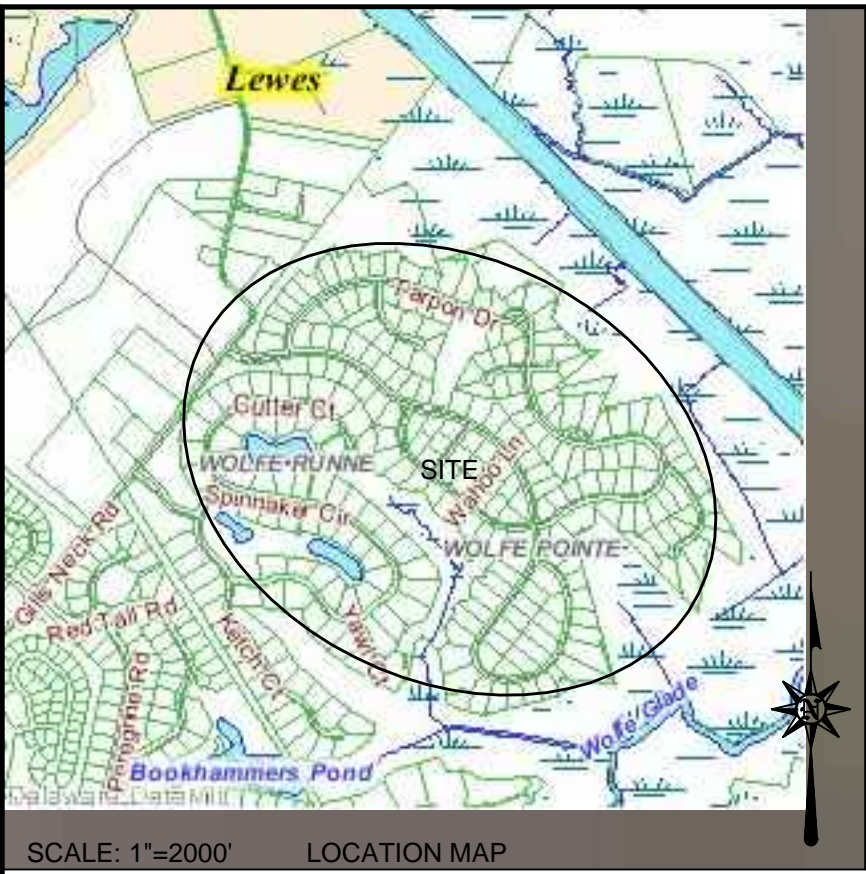 Lewes
Tarpon Dr
Cutter Ct
WOLFE RUNNE
SITE
Wahoo Ln
Spinnaker Cir
WOLFE POINTE
Gils Neck Rd
Red Tail Rd
Ketch Ct
Yawl Ct
Peregrine Rd
Wolfe Glade
Bookhammers Pond
Delaware DataMIL
N
SCALE: 1"=2000' LOCATION MAP